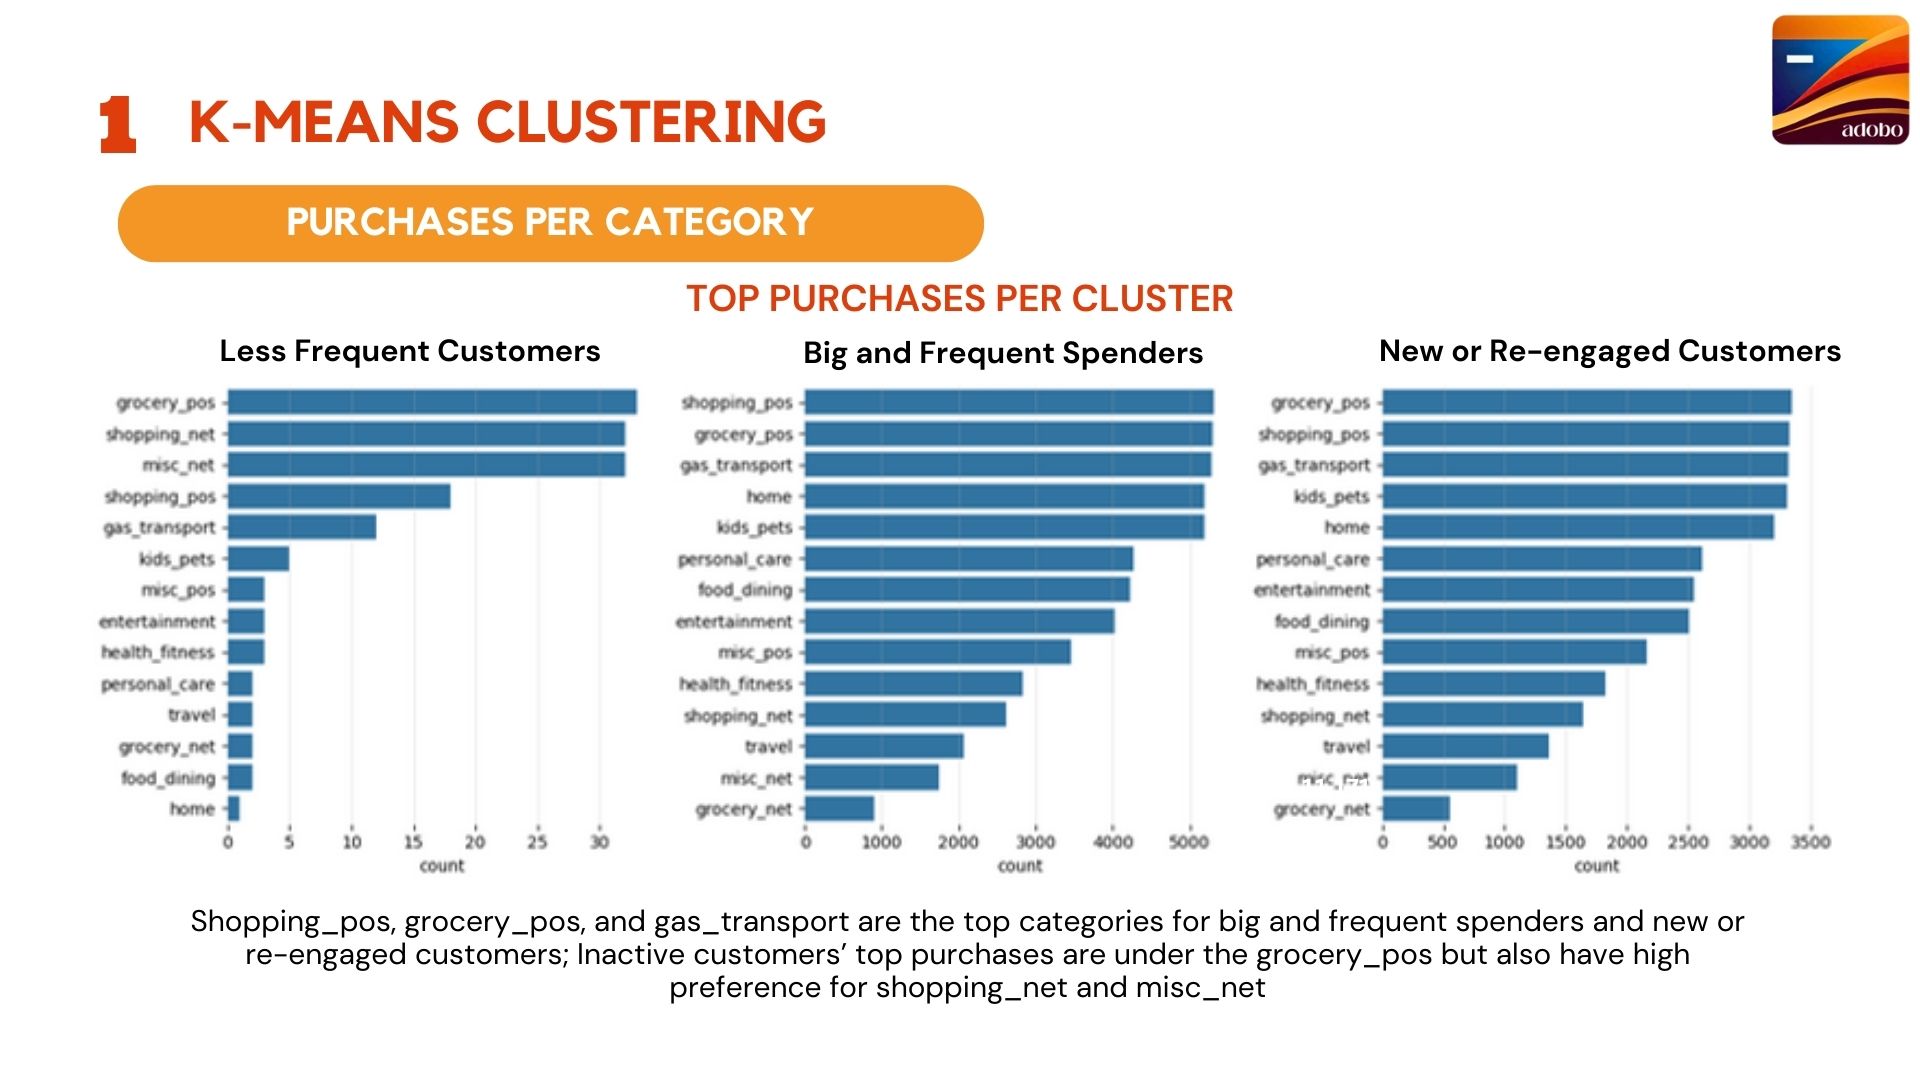 adobo
1 K-MEANS CLUSTERING
PURCHASES PER CATEGORY
TOP PURCHASES PER CLUSTER
Less Frequent Customers
grocery_pos
shopping_net
misc_net
shopping_pos
gas_transport
kids_pets
misc_pos
entertainment
health_fitness
personal_care
travel
grocery_net
food_dining
home
0 5 10 15 20 25 30
count
Big and Frequent Spenders
shopping_pos
grocery_pos
gas_transport
home
kids_pets
personal_care
food_dining
entertainment
misc_pos
health_fitness
shopping_net
travel
misc_net
grocery_net
0 1000 2000 3000 4000 5000
count
New or Re-engaged Customers
grocery_pos
shopping_pos
gas_transport
kids_pets
home
personal_care
entertainment
food_dining
misc_pos
health_fitness
shopping_net
travel
misc_net
grocery_net
0 500 1000 1500 2000 2500 3000 3500
count
Shopping_pos, grocery_pos, and gas_transport are the top categories for big and frequent spenders and new or
re-engaged customers; Inactive customers’ top purchases are under the grocery_pos but also have high
preference for shopping_net and misc_net